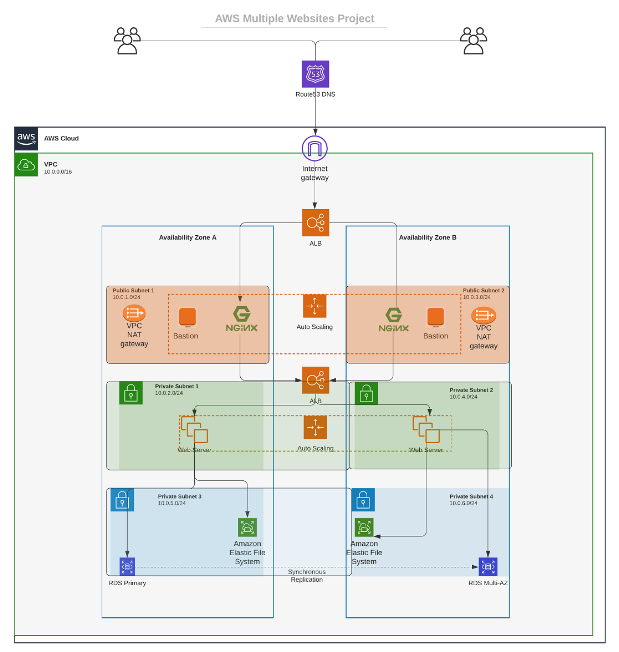 AWS Multiple Websites Project
53
Route53 DNS
aws
AWS Cloud
VPC
10.0.0.0/16
Internet
gateway
ALB
Availability Zone A
Availability Zone B
Public Subnet 1
10.0.1.0/24
Public Subnet 2
10.0.3.0/24
VPC
NAT
gateway
Bastion
NGINX
Auto Scaling
NGINX
Bastion
VPC
NAT
gateway
ALB
Private Subnet 1
10.0.2.0/24
Private Subnet 2
10.0.4.0/24
Web Server
Auto Scaling
Web Server
Private Subnet 3
10.0.5.0/24
Private Subnet 4
10.0.6.0/24
Amazon
Elastic File
System
Amazon
Elastic File
System
Synchronous
Replication
RDS Primary
RDS Multi-AZ